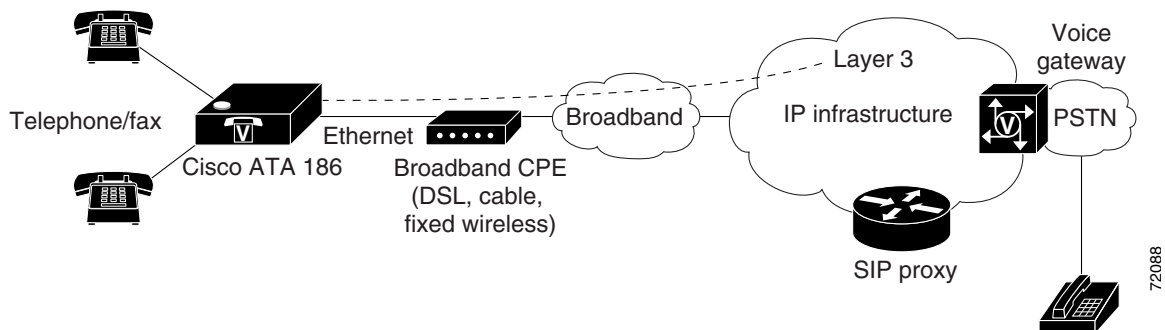 Telephone/fax
V
Cisco ATA 186
Ethernet
Broadband CPE
(DSL, cable,
fixed wireless)
Broadband
Layer 3
IP infrastructure
SIP proxy
Voice
gateway
V
PSTN
72088